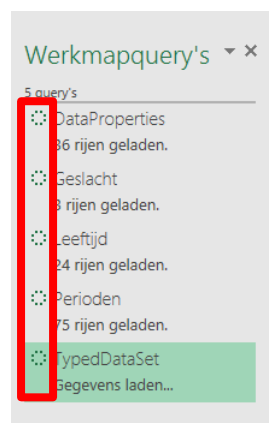 Werkmapquery's
5 query's
DataProperties
36 rijen geladen.
Geslacht
3 rijen geladen.
Leeftijd
24 rijen geladen.
Perioden
75 rijen geladen.
TypedDataSet
Gegevens laden...